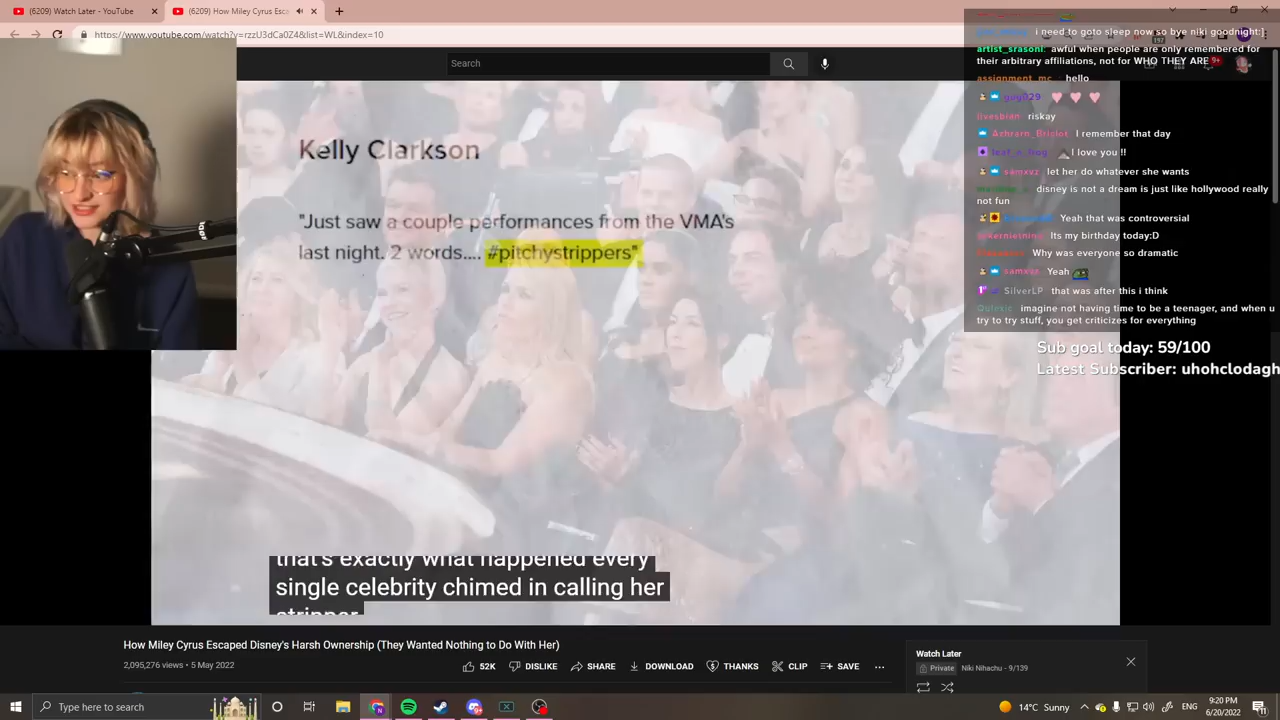 (6209) Watch Later - YouTube
(6209) How Miley Cyrus Esca
https://www.youtube.com/watch?v=rzzU3dCa0Z4&list=WL&index=10
Search
9+
Kelly Clarkson
"Just saw a couple performances from the VMA's
last night. 2 words.... #pitchystrippers"
that's exactly what happened every
single celebrity chimed in calling her
stripper
i need to goto sleep now so bye niki goodnight:]
artist_srasoni: awful when people are only remembered for
their arbitrary affiliations, not for WHO THEY ARE
assignment_mc : hello
riskay
I remember that day
I love you !!
samxvz let her do whatever she wants
disney is not a dream is just like hollywood really
not fun
Yeah that was controversial
Its my birthday today:D
Why was everyone so dramatic
samxvz Yeah
SilverLP that was after this i think
imagine not having time to be a teenager, and when u
try to try stuff, you get criticizes for everything
Sub goal today: 59/100
Latest Subscriber: uhohclodagh
How Miley Cyrus Escaped Disney's Harsh Ownership (They Wanted Nothing to Do With Her)
2,095,276 views • 5 May 2022
52K
DISLIKE
SHARE
DOWNLOAD
THANKS
CLIP
SAVE
Watch Later
Private
Niki Nihachu - 9/139
Type here to search
14°C Sunny
ENG
9:20 PM
6/20/2022